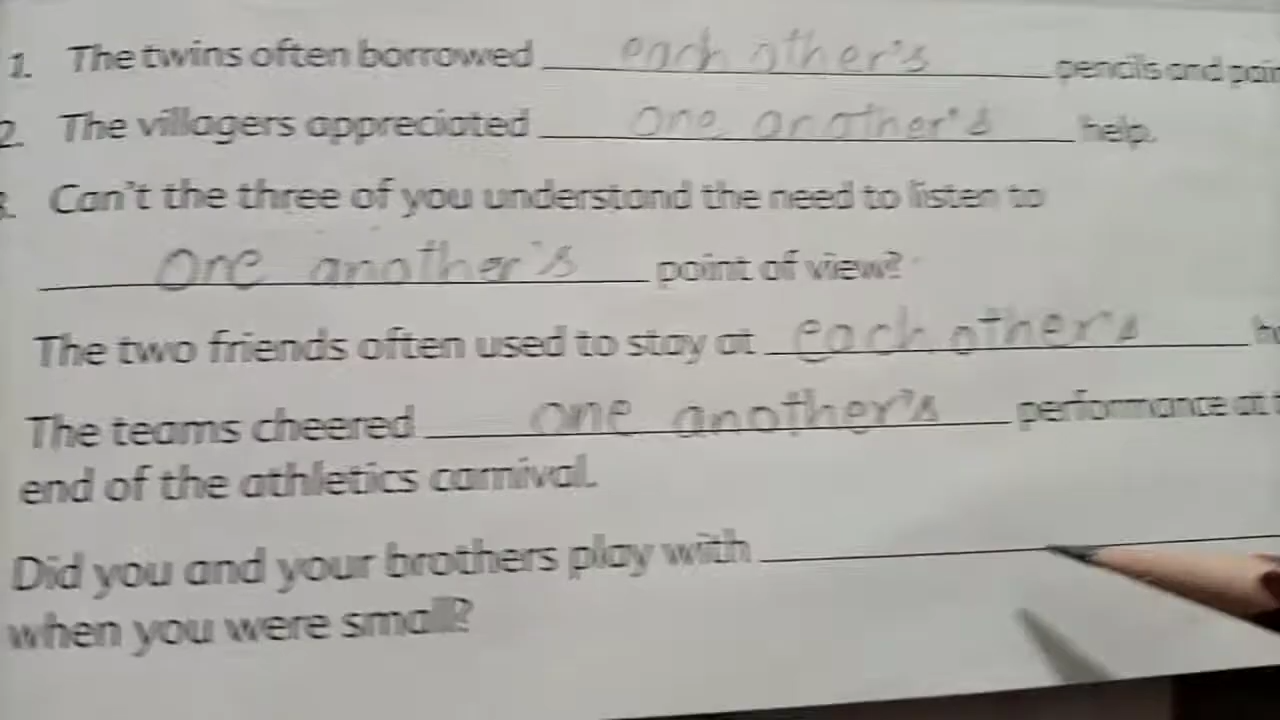 1. The twins often borrowed each other's pencils and
2. The villagers appreciated one another's help.
Can't the three of you understand the need to listen to
one another's point of view?
The two friends often used to stay at each other's
The teams cheered one another's performance at
end of the athletics carnival.
Did you and your brothers play with
when you were small?